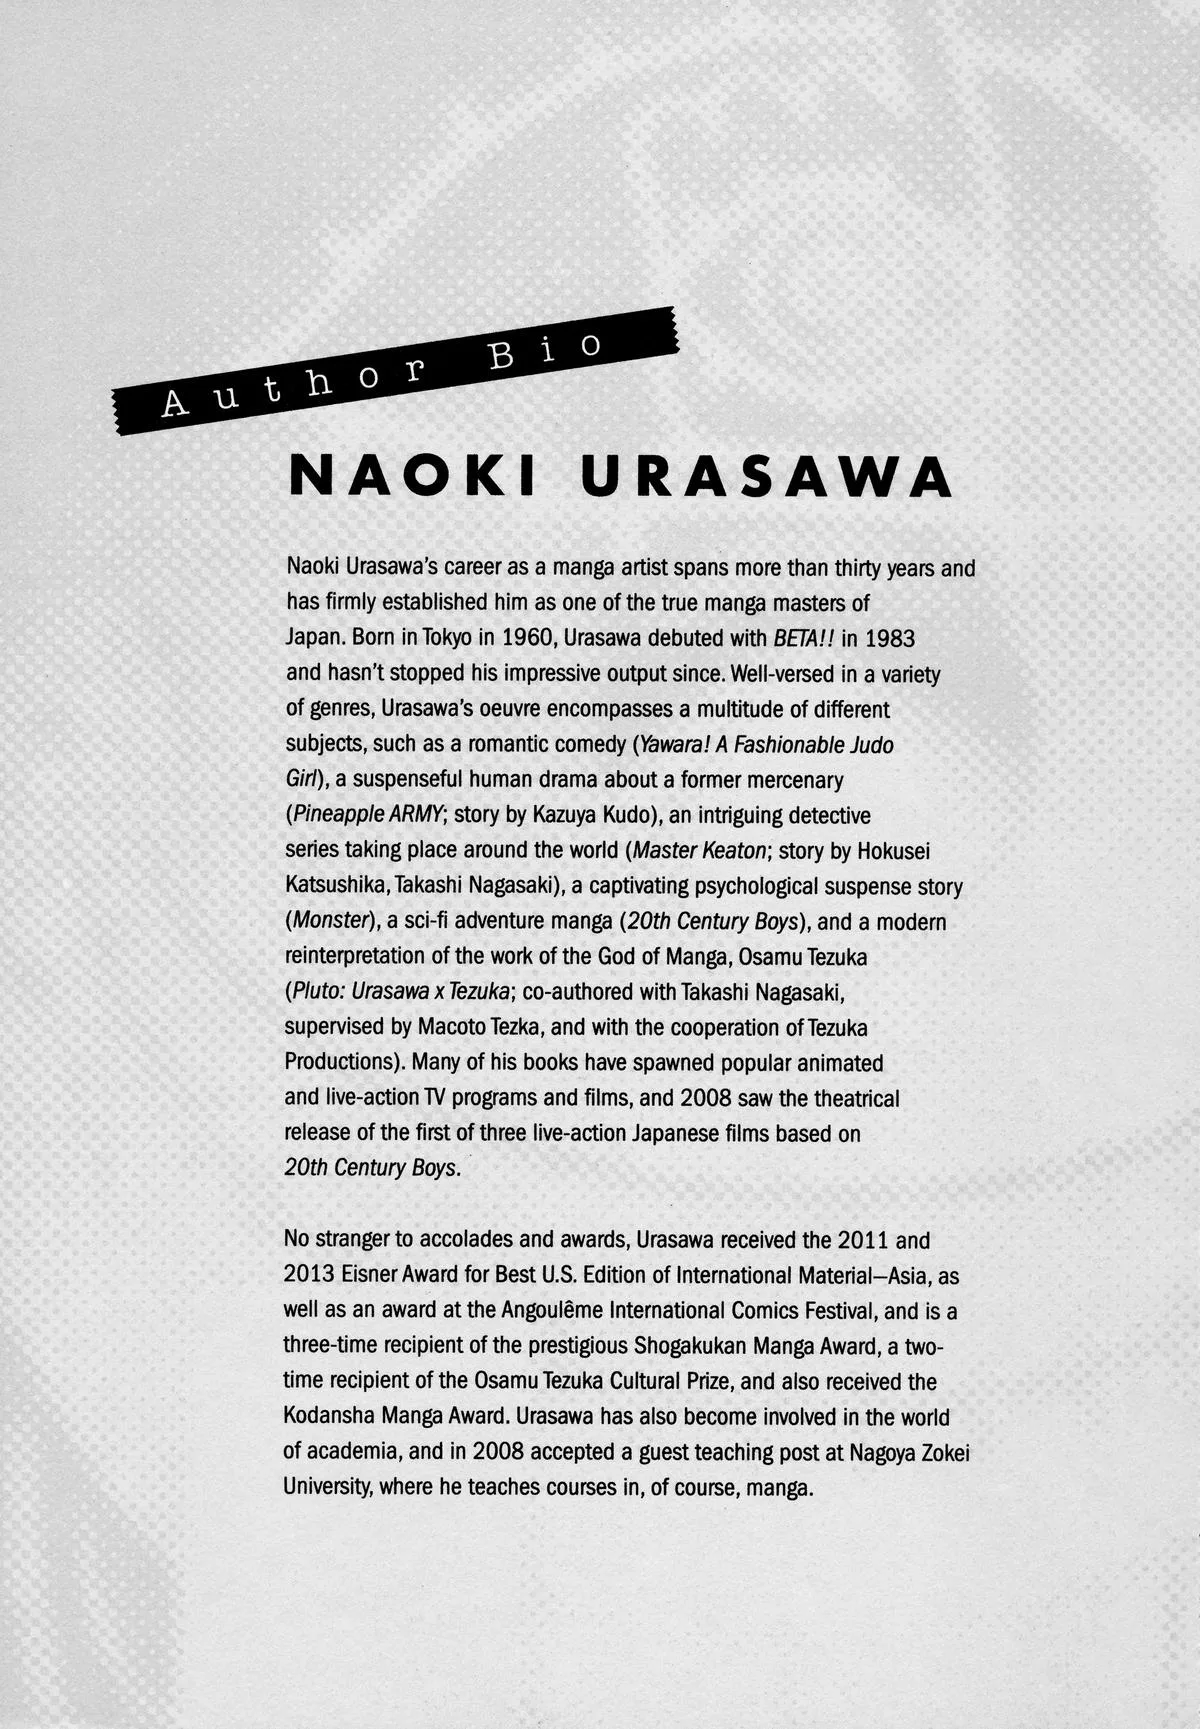 Author Bio
NAOKI URASAWA
Naoki Urasawa's career as a manga artist spans more than thirty years and
has firmly established him as one of the true manga masters of
Japan. Born in Tokyo in 1960, Urasawa debuted with BETA!! in 1983
and hasn't stopped his impressive output since. Well-versed in a variety
of genres, Urasawa's oeuvre encompasses a multitude of different
subjects, such as a romantic comedy (Yawara! A Fashionable Judo
Girl), a suspenseful human drama about a former mercenary
(Pineapple ARMY; story by Kazuya Kudo), an intriguing detective
series taking place around the world (Master Keaton; story by Hokusei
Katsushika, Takashi Nagasaki), a captivating psychological suspense story
(Monster), a sci-fi adventure manga (20th Century Boys), and a modern
reinterpretation of the work of the God of Manga, Osamu Tezuka
(Pluto: Urasawa x Tezuka; co-authored with Takashi Nagasaki,
supervised by Macoto Tezka, and with the cooperation of Tezuka
Productions). Many of his books have spawned popular animated
and live-action TV programs and films, and 2008 saw the theatrical
release of the first of three live-action Japanese films based on
20th Century Boys.
No stranger to accolades and awards, Urasawa received the 2011 and
2013 Eisner Award for Best U.S. Edition of International Material—Asia, as
well as an award at the Angoulême International Comics Festival, and is a
three-time recipient of the prestigious Shogakukan Manga Award, a two-
time recipient of the Osamu Tezuka Cultural Prize, and also received the
Kodansha Manga Award. Urasawa has also become involved in the world
of academia, and in 2008 accepted a guest teaching post at Nagoya Zokei
University, where he teaches courses in, of course, manga.